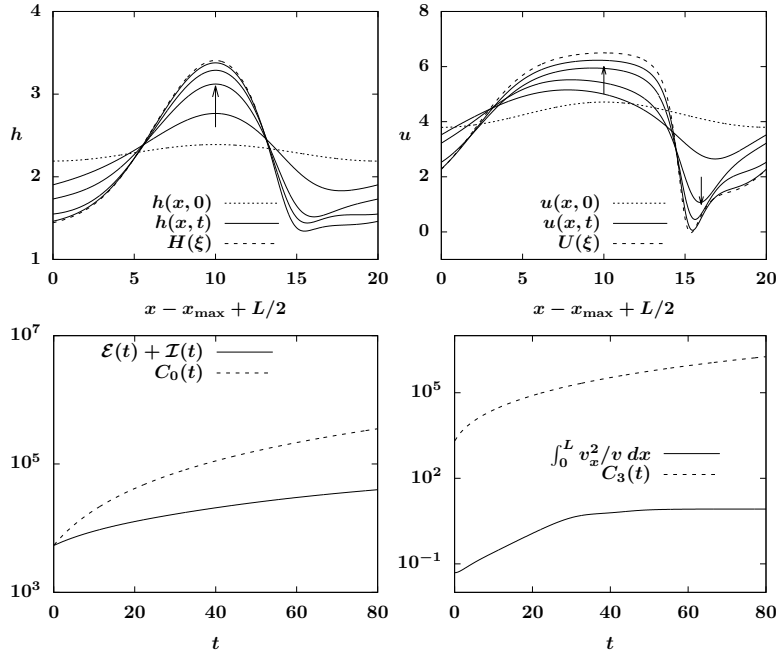 4
3
2
1
h
h(x, 0)
h(x, t)
H(ξ)
0
5
10
15
20
x − x_max + L/2
8
6
4
2
0
u
u(x, 0)
u(x, t)
U(ξ)
0
5
10
15
20
x − x_max + L/2
10^7
10^5
10^3
ℰ(t) + ℐ(t)
C_0(t)
0
20
40
60
80
t
10^5
10^2
10^−1
∫_0^L v_x^2/v dx
C_3(t)
0
20
40
60
80
t